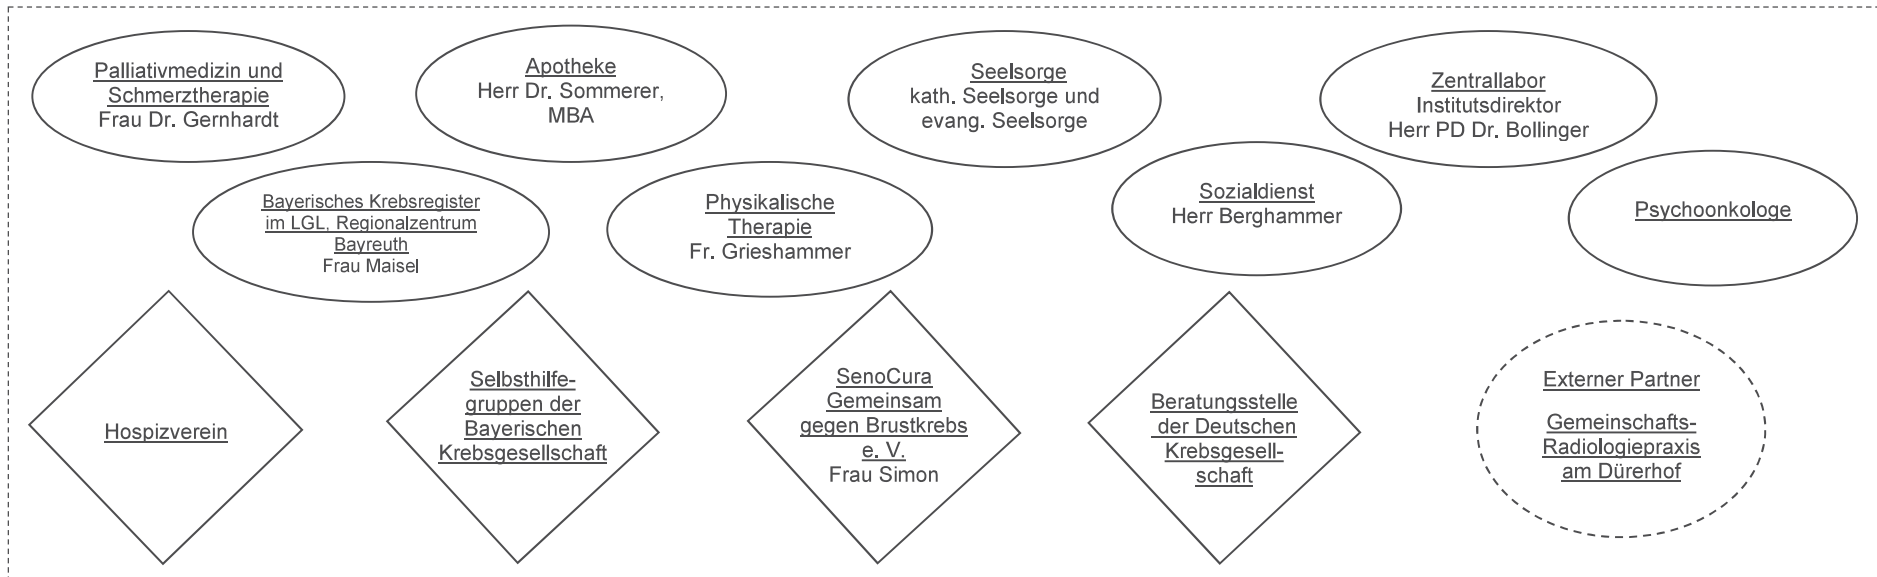 Palliativmedizin und
Schmerztherapie
Frau Dr. Gernhardt
Apotheke
Herr Dr. Sommerer,
MBA
Seelsorge
kath. Seelsorge und
evang. Seelsorge
Zentrallabor
Institutsdirektor
Herr PD Dr. Bollinger
Bayerisches Krebsregister
im LGL, Regionalzentrum
Bayreuth
Frau Maisel
Physikalische
Therapie
Fr. Grieshammer
Sozialdienst
Herr Berghammer
Psychoonkologe
Hospizverein
Selbsthilfe-
gruppen der
Bayerischen
Krebsgesellschaft
SenoCura
Gemeinsam
gegen Brustkrebs
e. V.
Frau Simon
Beratungsstelle
der Deutschen
Krebsgesell-
schaft
Externer Partner
Gemeinschafts-
Radiologiepraxis
am Dürerhof